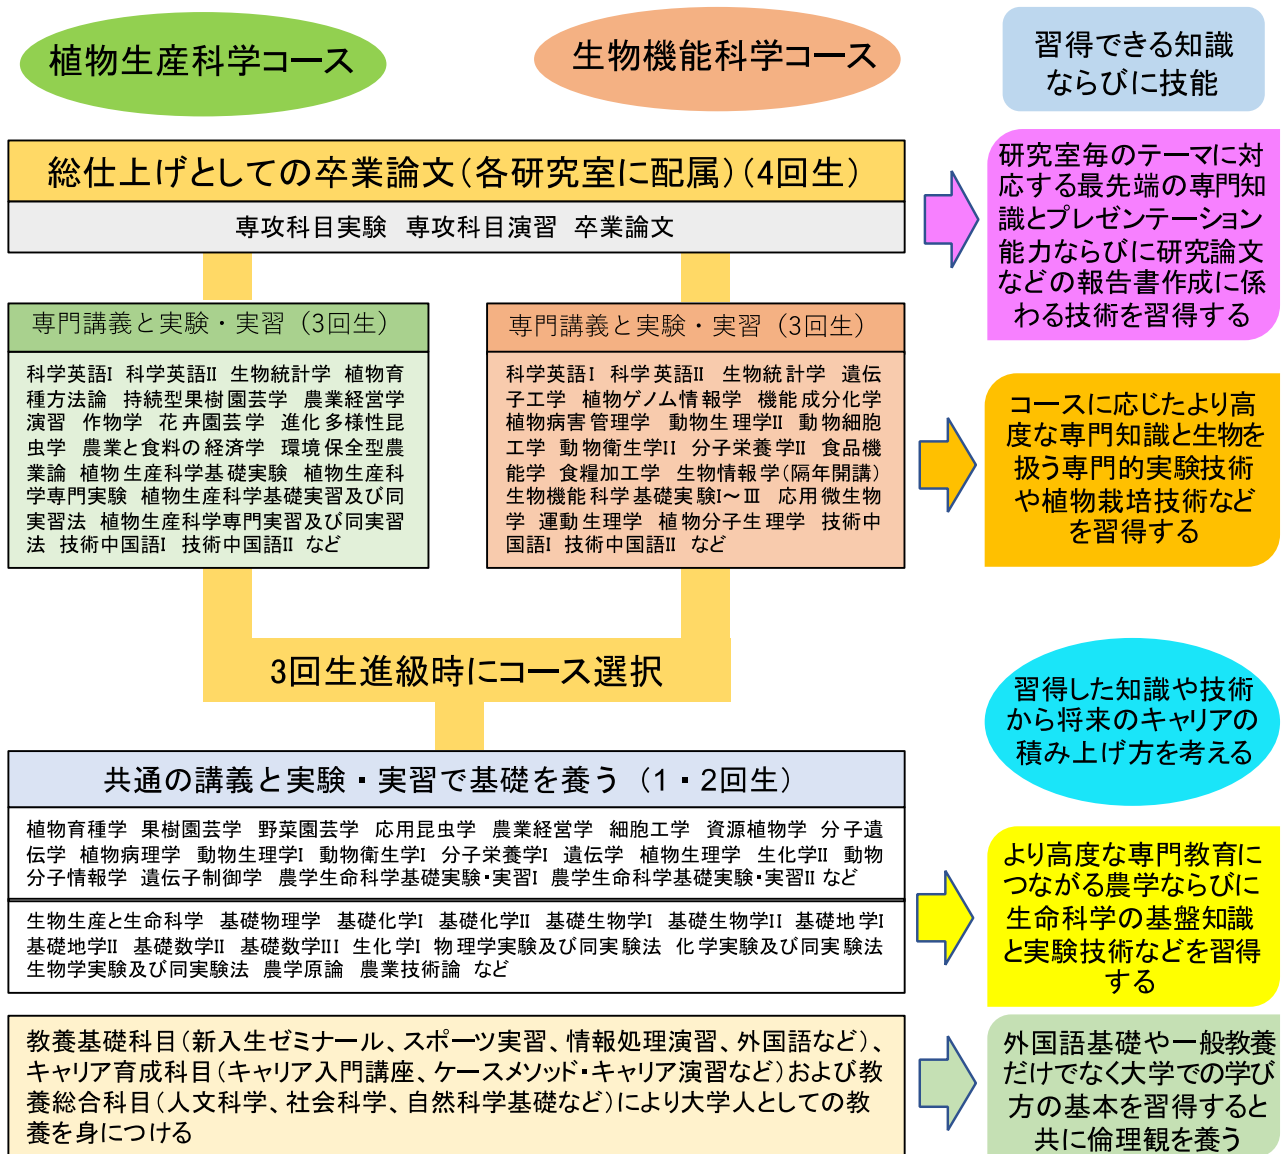 植物生産科学コース
生物機能科学コース
習得できる知識
ならびに技能
総仕上げとしての卒業論文（各研究室に配属）（4回生）
専攻科目実験　専攻科目演習　卒業論文
研究室毎のテーマに対
応する最先端の専門知
識とプレゼンテーション
能力ならびに研究論文
などの報告書作成に係
わる技術を習得する
専門講義と実験・実習（3回生）
科学英語I　科学英語II　生物統計学　植物育
種方法論　持続型果樹園芸学　農業経営学
演習　作物学　花卉園芸学　進化多様性昆
虫学　農業と食料の経済学　環境保全型農
業論　植物生産科学基礎実験　植物生産科
学専門実験　植物生産科学基礎実習及び同
実習法　植物生産科学専門実習及び同実習
法　技術中国語I　技術中国語II　など
専門講義と実験・実習（3回生）
科学英語I　科学英語II　生物統計学　遺伝
子工学　植物ゲノム情報学　機能成分化学
植物病害管理学　動物生理学II　動物細胞
工学　動物衛生学II　分子栄養学II　食品機
能学　食糧加工学　生物情報学（隔年開講）
生物機能科学基礎実験I～III　応用微生物
学　運動生理学　植物分子生理学　技術中
国語I　技術中国語II　など
コースに応じたより高
度な専門知識と生物を
扱う専門的実験技術
や植物栽培技術など
を習得する
3回生進級時にコース選択
習得した知識や技術
から将来のキャリアの
積み上げ方を考える
共通の講義と実験・実習で基礎を養う（1・2回生）
植物育種学　果樹園芸学　野菜園芸学　応用昆虫学　農業経営学　細胞工学　資源植物学　分子遺
伝学　植物病理学　動物生理学I　動物衛生学I　分子栄養学I　遺伝学　植物生理学　生化学II　動物
分子情報学　遺伝子制御学　農学生命科学基礎実験・実習I　農学生命科学基礎実験・実習II　など
生物生産と生命科学　基礎物理学　基礎化学I　基礎化学II　基礎生物学I　基礎生物学II　基礎地学I
基礎地学II　基礎数学II　基礎数学III　生化学I　物理学実験及び同実験法　化学実験及び同実験法
生物学実験及び同実験法　農学原論　農業技術論　など
より高度な専門教育に
つながる農学ならびに
生命科学の基盤知識
と実験技術などを習得
する
教養基礎科目（新入生ゼミナール、スポーツ実習、情報処理演習、外国語など）、
キャリア育成科目（キャリア入門講座、ケースメソッド・キャリア演習など）および教
養総合科目（人文科学、社会科学、自然科学基礎など）により大学人としての教
養を身につける
外国語基礎や一般教養
だけでなく大学での学び
方の基本を習得すると
共に倫理観を養う